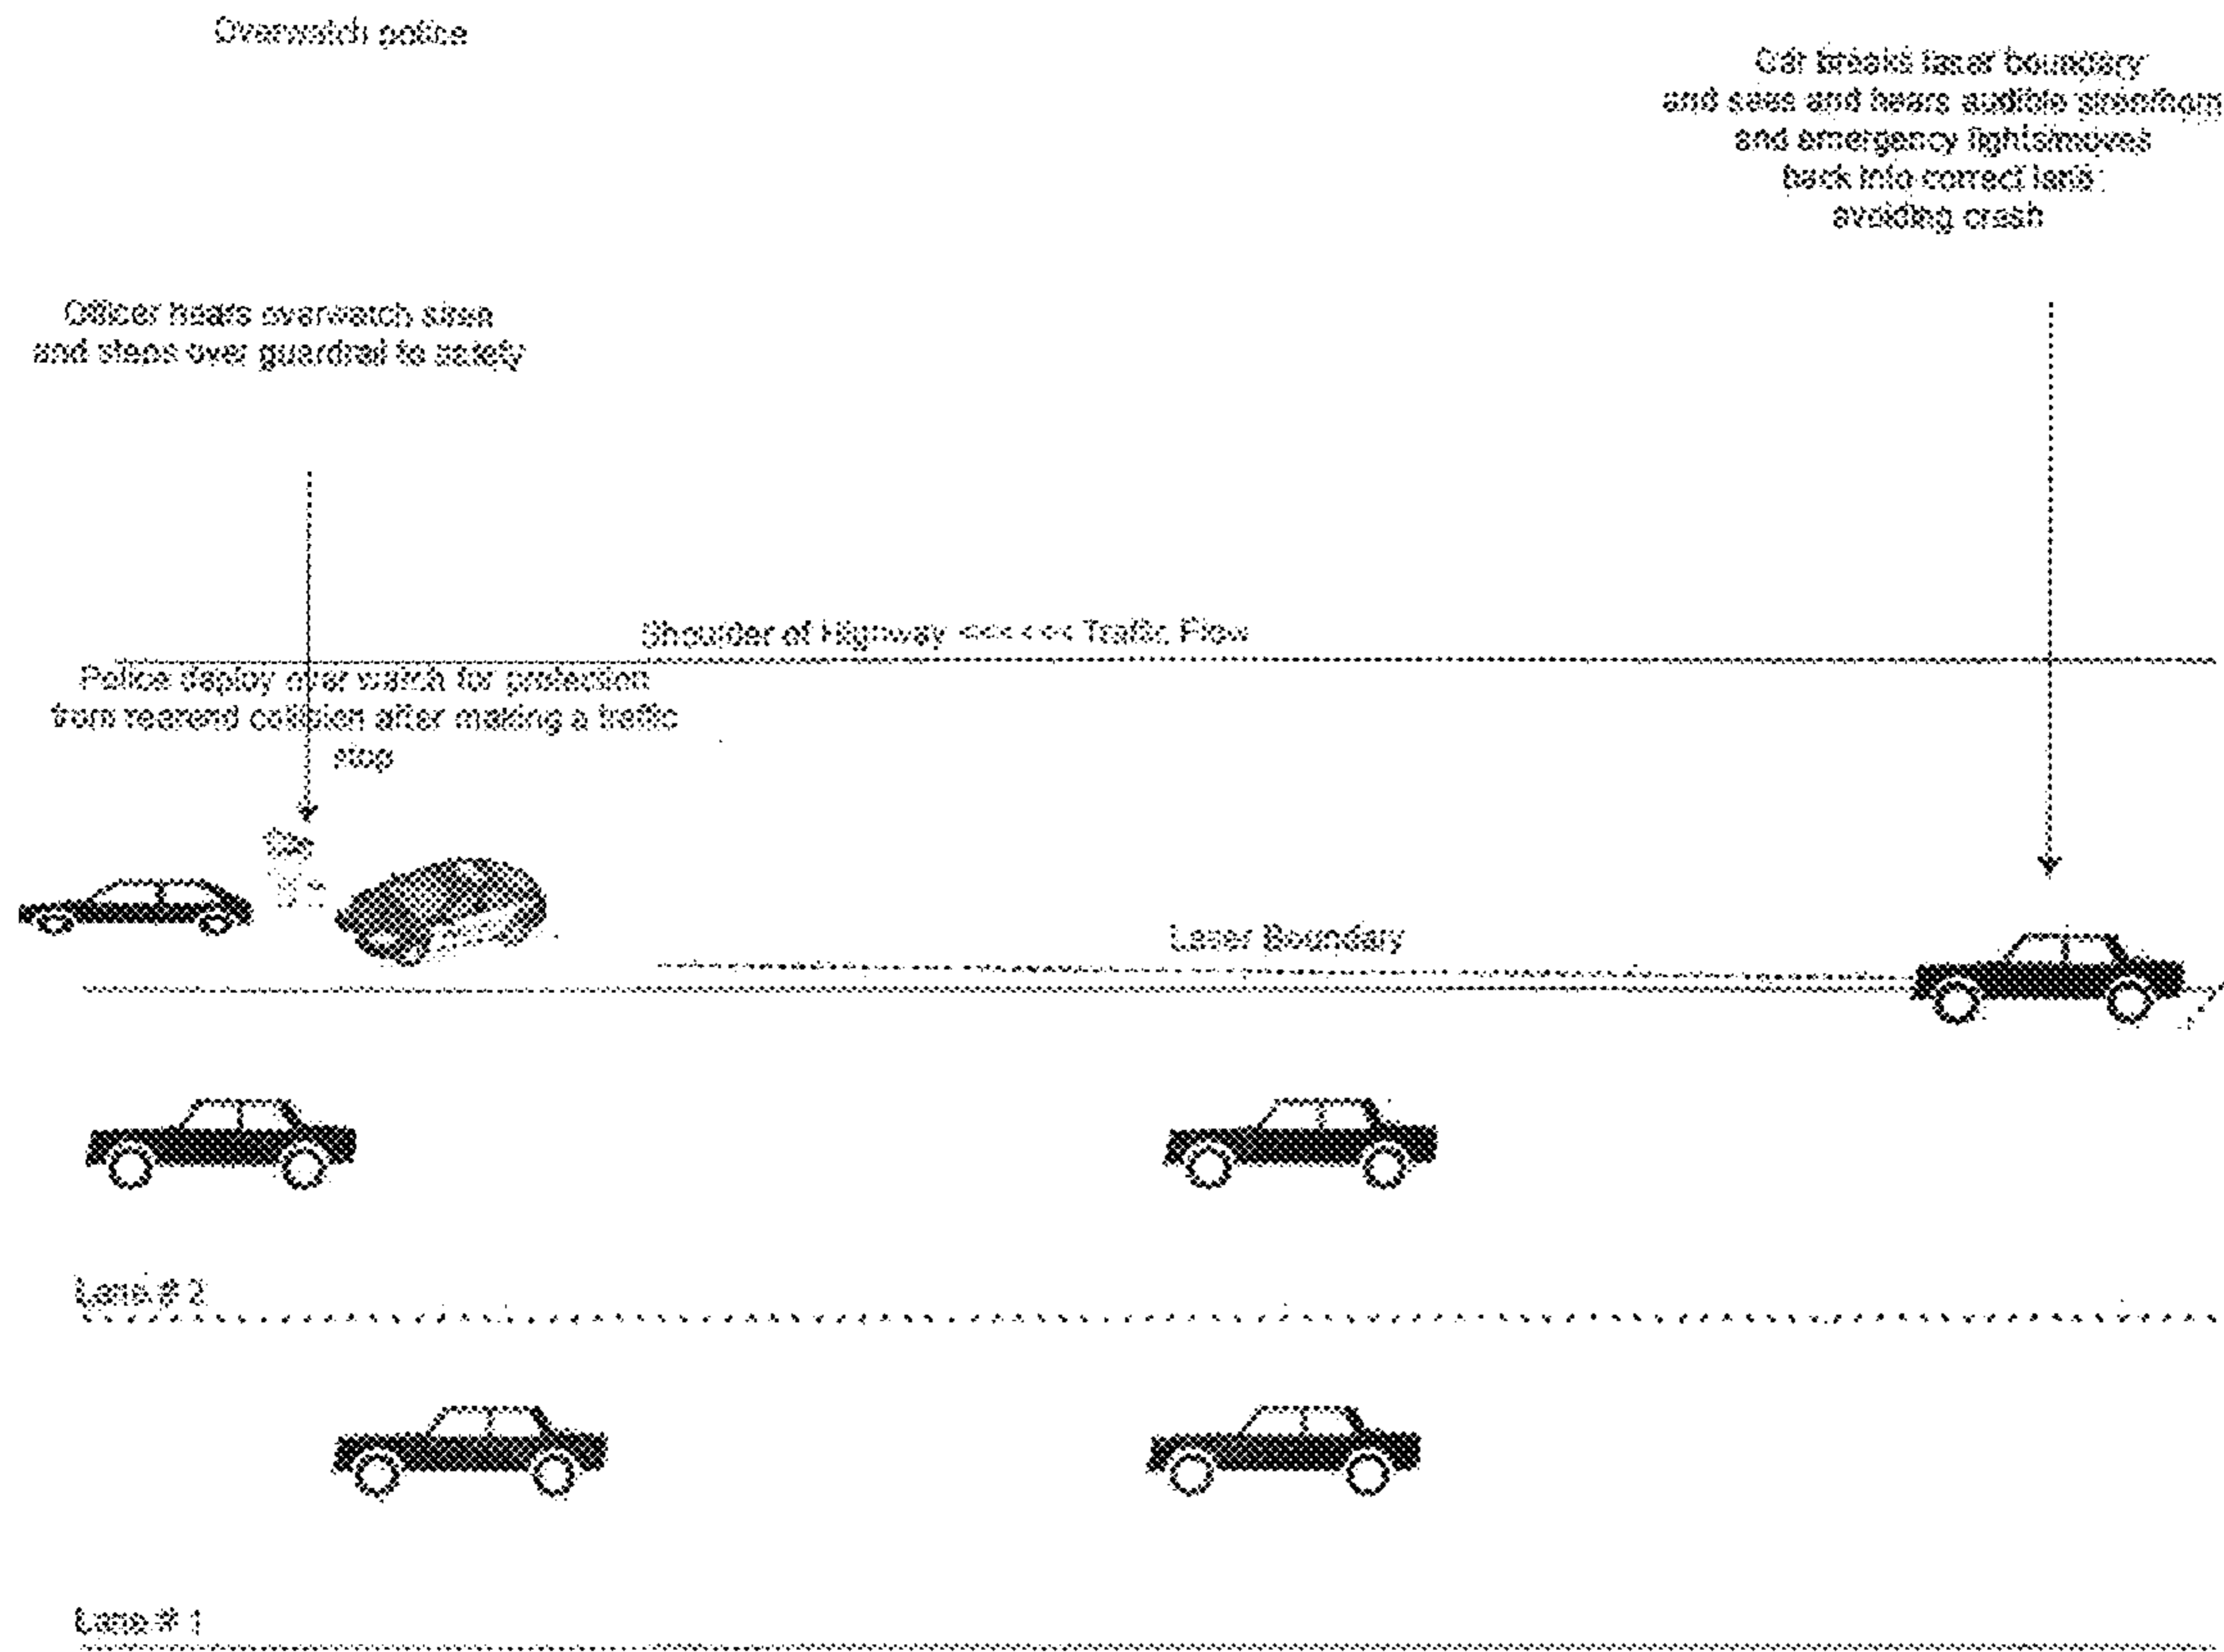 Overwatch police
Car breaks laser boundary
and sees and hears audible siren/horn
and emergency lights/moves
back into correct lane
avoiding crash
Officer hears overwatch siren
and steps over guardrail to safety
Shoulder of Highway <<<<<< Traffic Flow
Police deploy over watch for protection
from rearend collision after making a traffic
stop
Laser Boundary
Lane # 2
Lane # 1